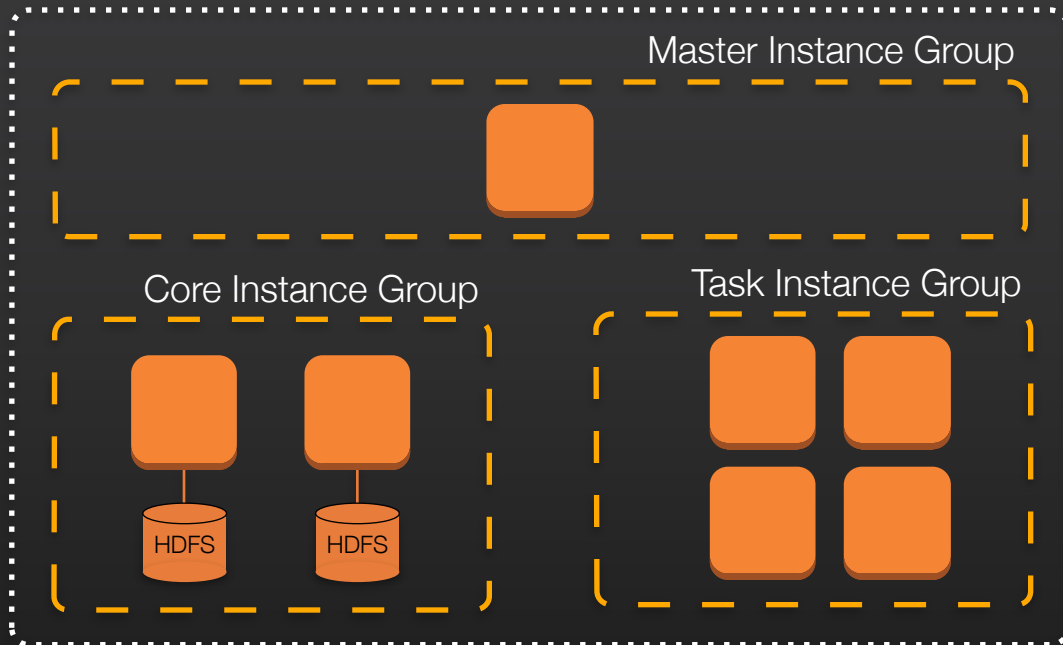 Master Instance Group
Core Instance Group
Task Instance Group
HDFS
HDFS